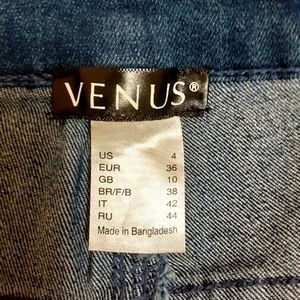 VENUS®
US 4
EUR 36
GB 10
BR/F/B 38
IT 42
RU 44
Made in Bangladesh